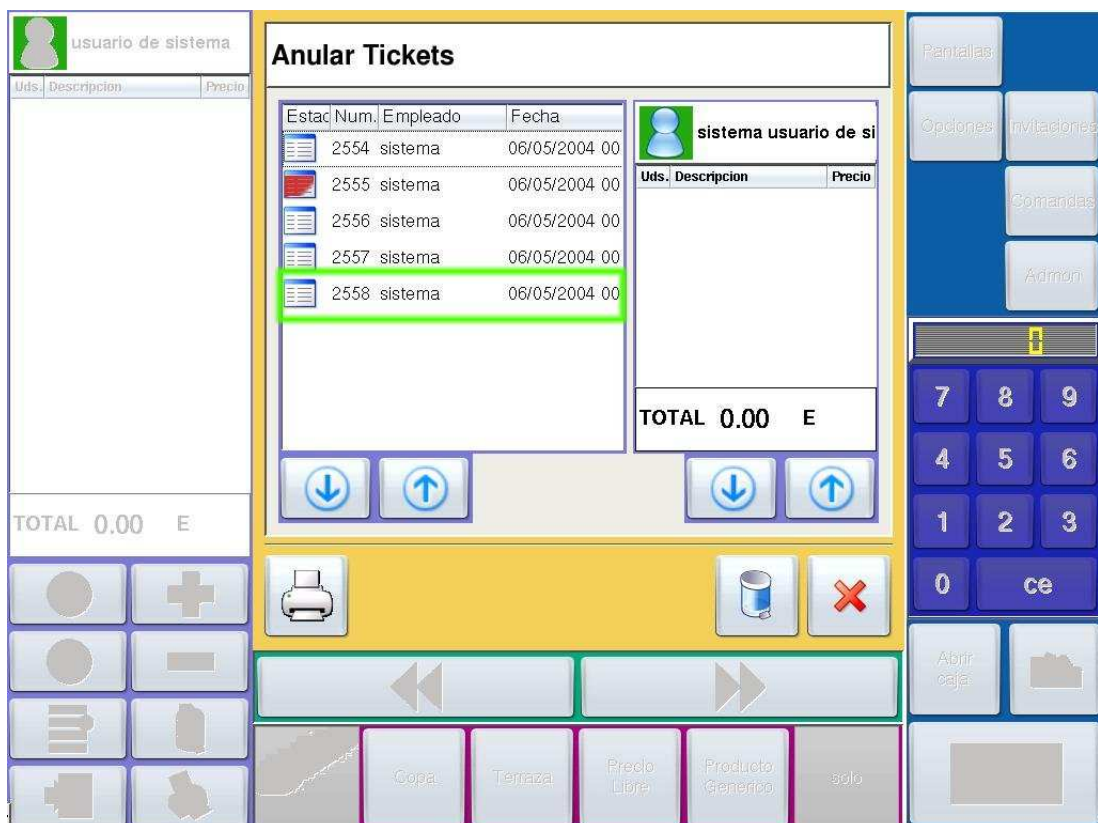 usuario de sistema
Uds. Descripcion Precio
TOTAL 0.00 E
Anular Tickets
Estac Num. Empleado Fecha
2554 sistema 06/05/2004 00
2555 sistema 06/05/2004 00
2556 sistema 06/05/2004 00
2557 sistema 06/05/2004 00
2558 sistema 06/05/2004 00
sistema usuario de si
Uds. Descripcion Precio
TOTAL 0.00 E
Copa
Terraza
Precio
Libre
Producto
Generico
solo
Pantallas
Opciones
Invitaciones
Comandas
Admon
0
7 8 9
4 5 6
1 2 3
0 ce
Abrir
caja